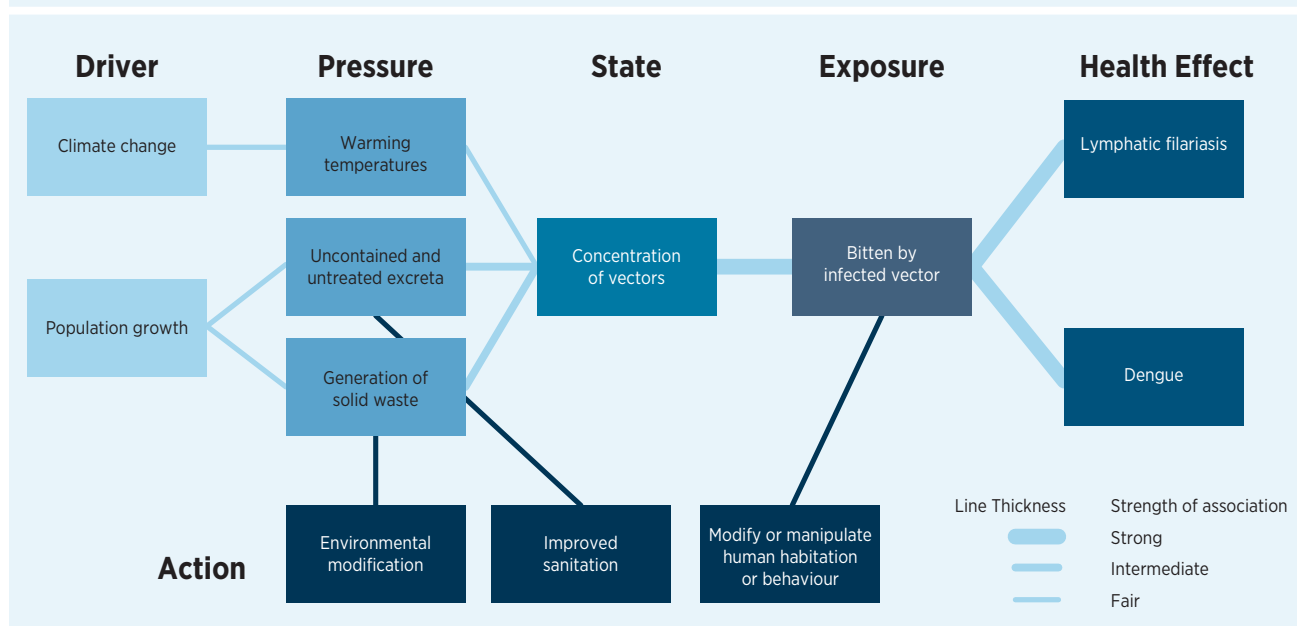 Driver
Pressure
State
Exposure
Health Effect
Climate change
Warming
temperatures
Lymphatic filariasis
Uncontained and
untreated excreta
Concentration
of vectors
Bitten by
infected vector
Population growth
Generation of
solid waste
Dengue
Action
Environmental
modification
Improved
sanitation
Modify or manipulate
human habitation
or behaviour
Line Thickness
Strength of association
Strong
Intermediate
Fair